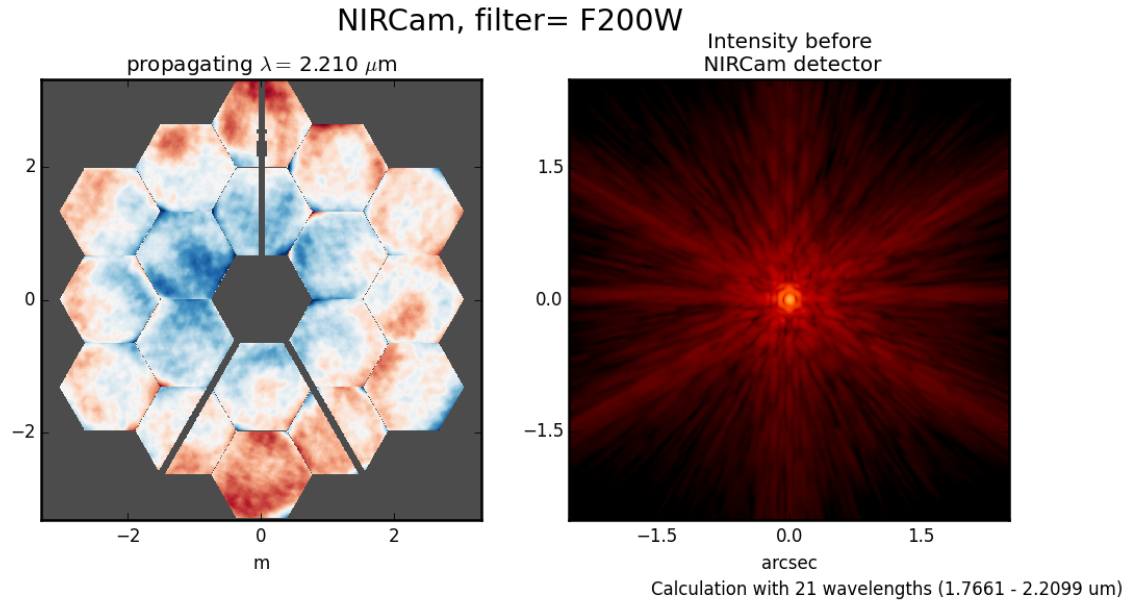 NIRCam, filter= F200W
propagating λ= 2.210 μm
Intensity before
NIRCam detector
2
0
−2
−2
0
2
m
1.5
0.0
−1.5
−1.5
0.0
1.5
arcsec
Calculation with 21 wavelengths (1.7661 - 2.2099 um)